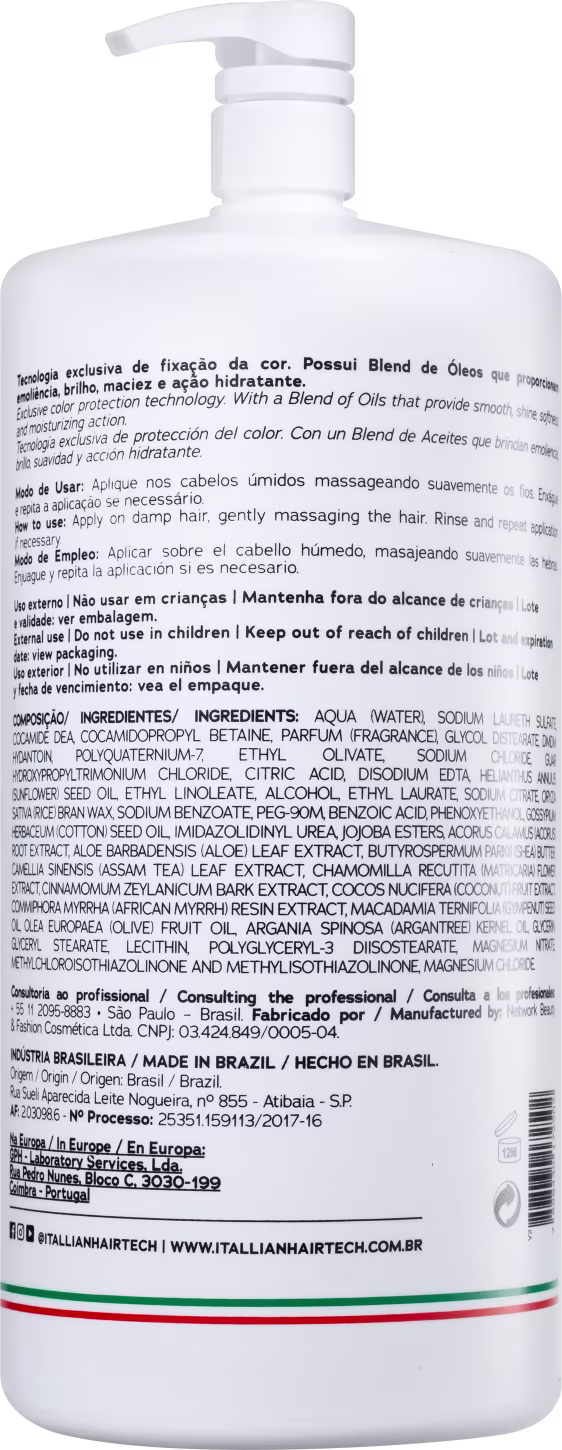 Tecnologia exclusiva de fixação da cor. Possui Blend de Óleos que proporcionam
emoliência, brilho, maciez e ação hidratante.
Exclusive color protection technology. With a Blend of Oils that provide smooth, shine, softness
and moisturizing action.
Tecnología exclusiva de protección del color. Con un Blend de Aceites que brindan emoliencia,
brillo, suavidad y acción hidratante.
Modo de Usar: Aplique nos cabelos úmidos massageando suavemente os fios. Enxágue
e repita a aplicação se necessário.
How to use: Apply on damp hair, gently massaging the hair. Rinse and repeat application
if necessary.
Modo de Empleo: Aplicar sobre el cabello húmedo, masajeando suavemente las hebras.
Enjuague y repita la aplicación si es necesario.
Uso externo | Não usar em crianças | Mantenha fora do alcance de crianças | Lote
e validade: ver embalagem.
External use | Do not use in children | Keep out of reach of children | Lot and expiration
date: view packaging.
Uso exterior | No utilizar en niños | Mantener fuera del alcance de los niños | Lote
y fecha de vencimiento: vea el empaque.
COMPOSIÇÃO/ INGREDIENTES/ INGREDIENTS: AQUA (WATER), SODIUM LAURETH SULFATE,
COCAMIDE DEA, COCAMIDOPROPYL BETAINE, PARFUM (FRAGRANCE), GLYCOL DISTEARATE, DMDM
HYDANTOIN, POLYQUATERNIUM-7, ETHYL OLIVATE, SODIUM CHLORIDE, GUAR
HYDROXYPROPYLTRIMONIUM CHLORIDE, CITRIC ACID, DISODIUM EDTA, HELIANTHUS ANNUUS
(SUNFLOWER) SEED OIL, ETHYL LINOLEATE, ALCOHOL, ETHYL LAURATE, SODIUM CITRATE, ORYZA
SATIVA (RICE) BRAN WAX, SODIUM BENZOATE, PEG-90M, BENZOIC ACID, PHENOXYETHANOL, GOSSYPIUM
HERBACEUM (COTTON) SEED OIL, IMIDAZOLIDINYL UREA, JOJOBA ESTERS, ACORUS CALAMUS (ACORUS)
ROOT EXTRACT, ALOE BARBADENSIS (ALOE) LEAF EXTRACT, BUTYROSPERMUM PARKII (SHEA) BUTTER,
CAMELLIA SINENSIS (ASSAM TEA) LEAF EXTRACT, CHAMOMILLA RECUTITA (MATRICARIA) FLOWER
EXTRACT, CINNAMOMUM ZEYLANICUM BARK EXTRACT, COCOS NUCIFERA (COCONUT) FRUIT EXTRACT,
COMMIPHORA MYRRHA (AFRICAN MYRRH) RESIN EXTRACT, MACADAMIA TERNIFOLIA (GYMPENUT) SEED
OIL, OLEA EUROPAEA (OLIVE) FRUIT OIL, ARGANIA SPINOSA (ARGANTREE) KERNEL OIL, GLYCERIN,
GLYCERYL STEARATE, LECITHIN, POLYGLYCERYL-3 DIISOSTEARATE, MAGNESIUM NITRATE,
METHYLCHLOROISOTHIAZOLINONE AND METHYLISOTHIAZOLINONE, MAGNESIUM CHLORIDE.
Consultoria ao profissional / Consulting the professional / Consulta a los profesionales
+ 55 11 2095-8883 • São Paulo - Brasil. Fabricado por / Manufactured by: Network Beauty
& Fashion Cosmética Ltda. CNPJ: 03.424.849/0005-04.
INDÚSTRIA BRASILEIRA / MADE IN BRAZIL / HECHO EN BRASIL.
Origem / Origin / Origen: Brasil / Brazil.
Rua Sueli Aparecida Leite Nogueira, nº 855 - Atibaia - S.P.
AF: 2.03098.6 - Nº Processo: 25351.159113/2017-16
Na Europa / In Europe / En Europa:
GPH - Laboratory Services, Lda.
Rua Pedro Nunes, Bloco C, 3030-199
Coimbra - Portugal
12M
V2
@ITALLIANHAIRTECH | WWW.ITALLIANHAIRTECH.COM.BR